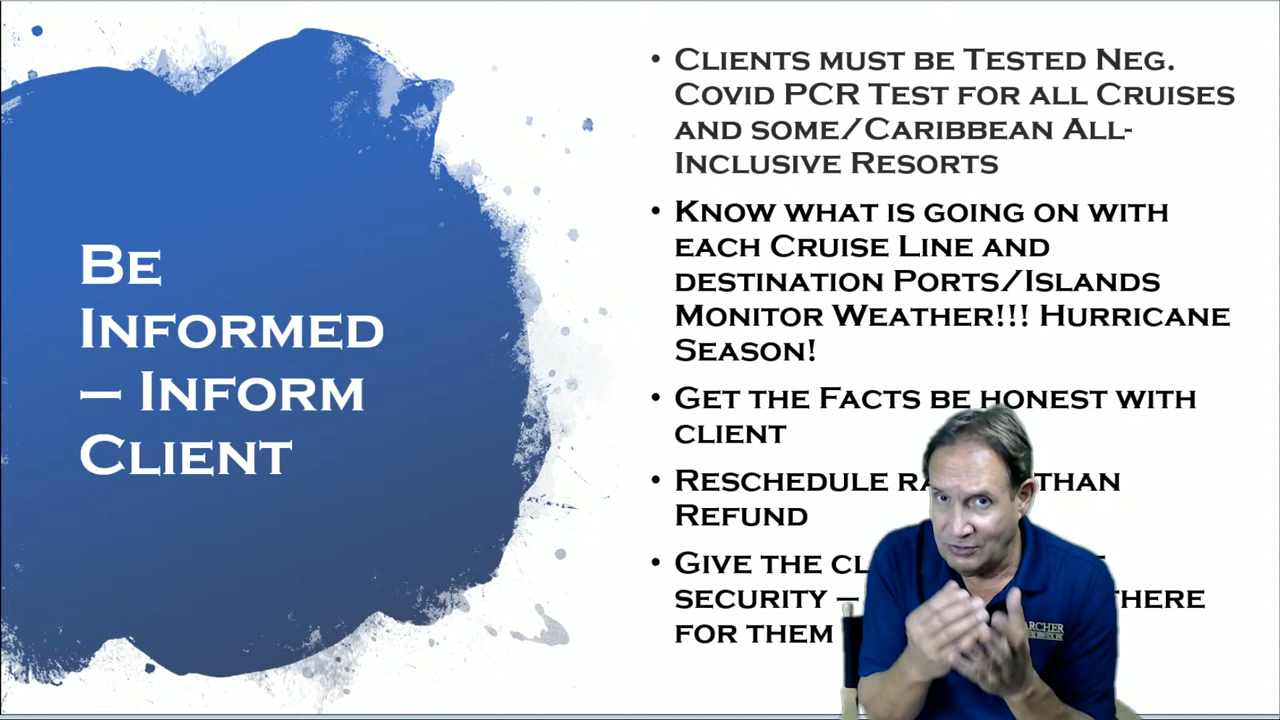 Be
Informed
– Inform
Client
• Clients must be Tested Neg.
Covid PCR Test for all Cruises
and some/Caribbean All-
Inclusive Resorts
• Know what is going on with
each Cruise Line and
destination Ports/Islands
Monitor Weather!!! Hurricane
Season!
• Get the Facts be honest with
client
• Reschedule than
Refund
• Give the
security – there
for them
ARCHER